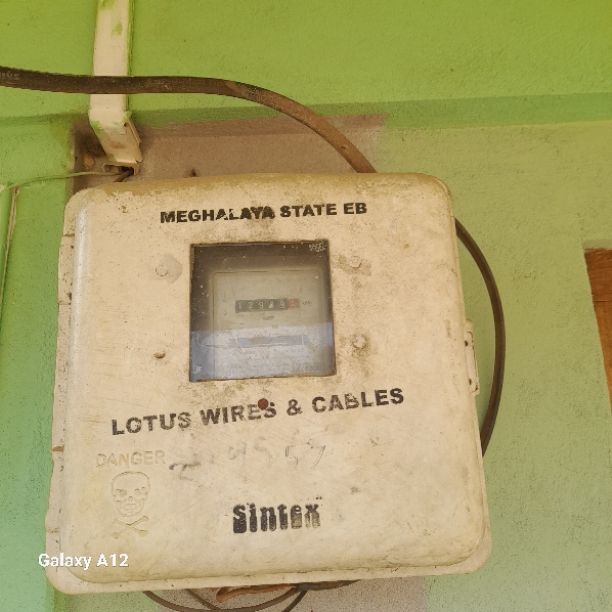 MEGHALAYA STATE EB
LOTUS WIRES & CABLES
DANGER
Sintex
Galaxy A12